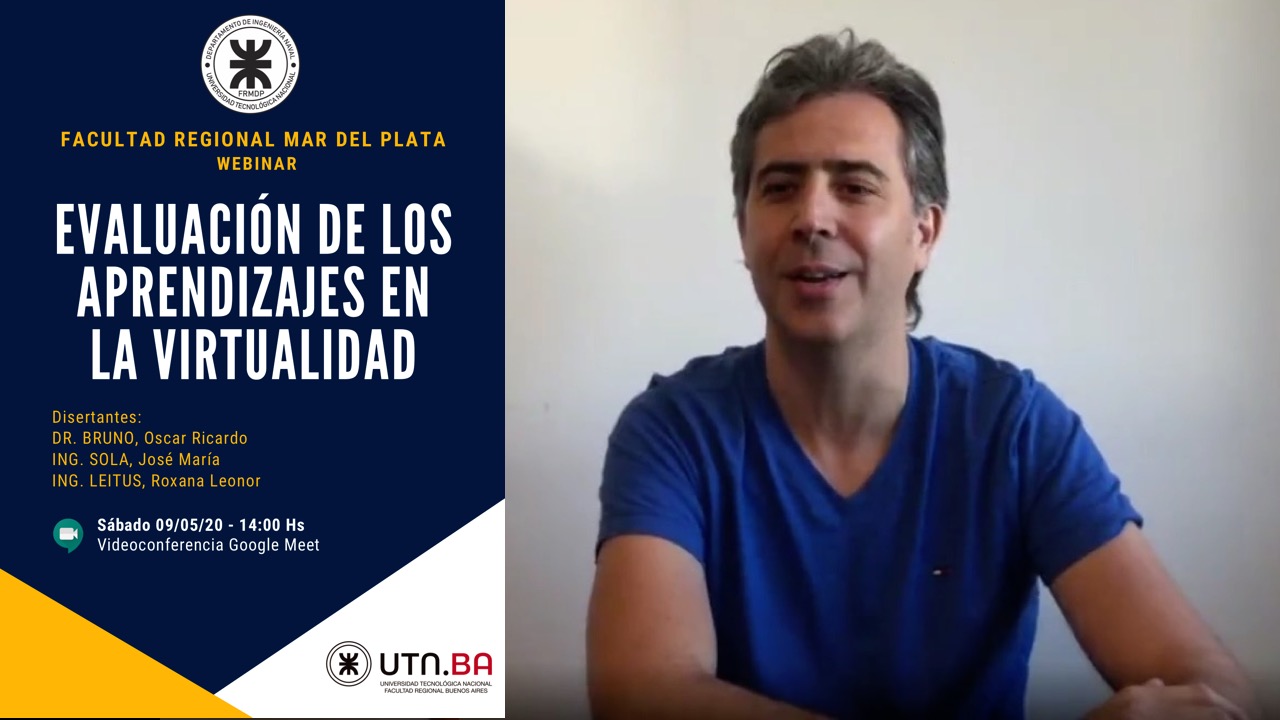 DEPARTAMENTO DE INGENIERÍA NAVAL
UNIVERSIDAD TECNOLÓGICA NACIONAL
FRMDP
FACULTAD REGIONAL MAR DEL PLATA
WEBINAR
EVALUACIÓN DE LOS
APRENDIZAJES EN
LA VIRTUALIDAD
Disertantes:
DR. BRUNO, Oscar Ricardo
ING. SOLA, José María
ING. LEITUS, Roxana Leonor
Sábado 09/05/20 - 14:00 Hs
Videoconferencia Google Meet
UTN.BA
UNIVERSIDAD TECNOLÓGICA NACIONAL
FACULTAD REGIONAL BUENOS AIRES